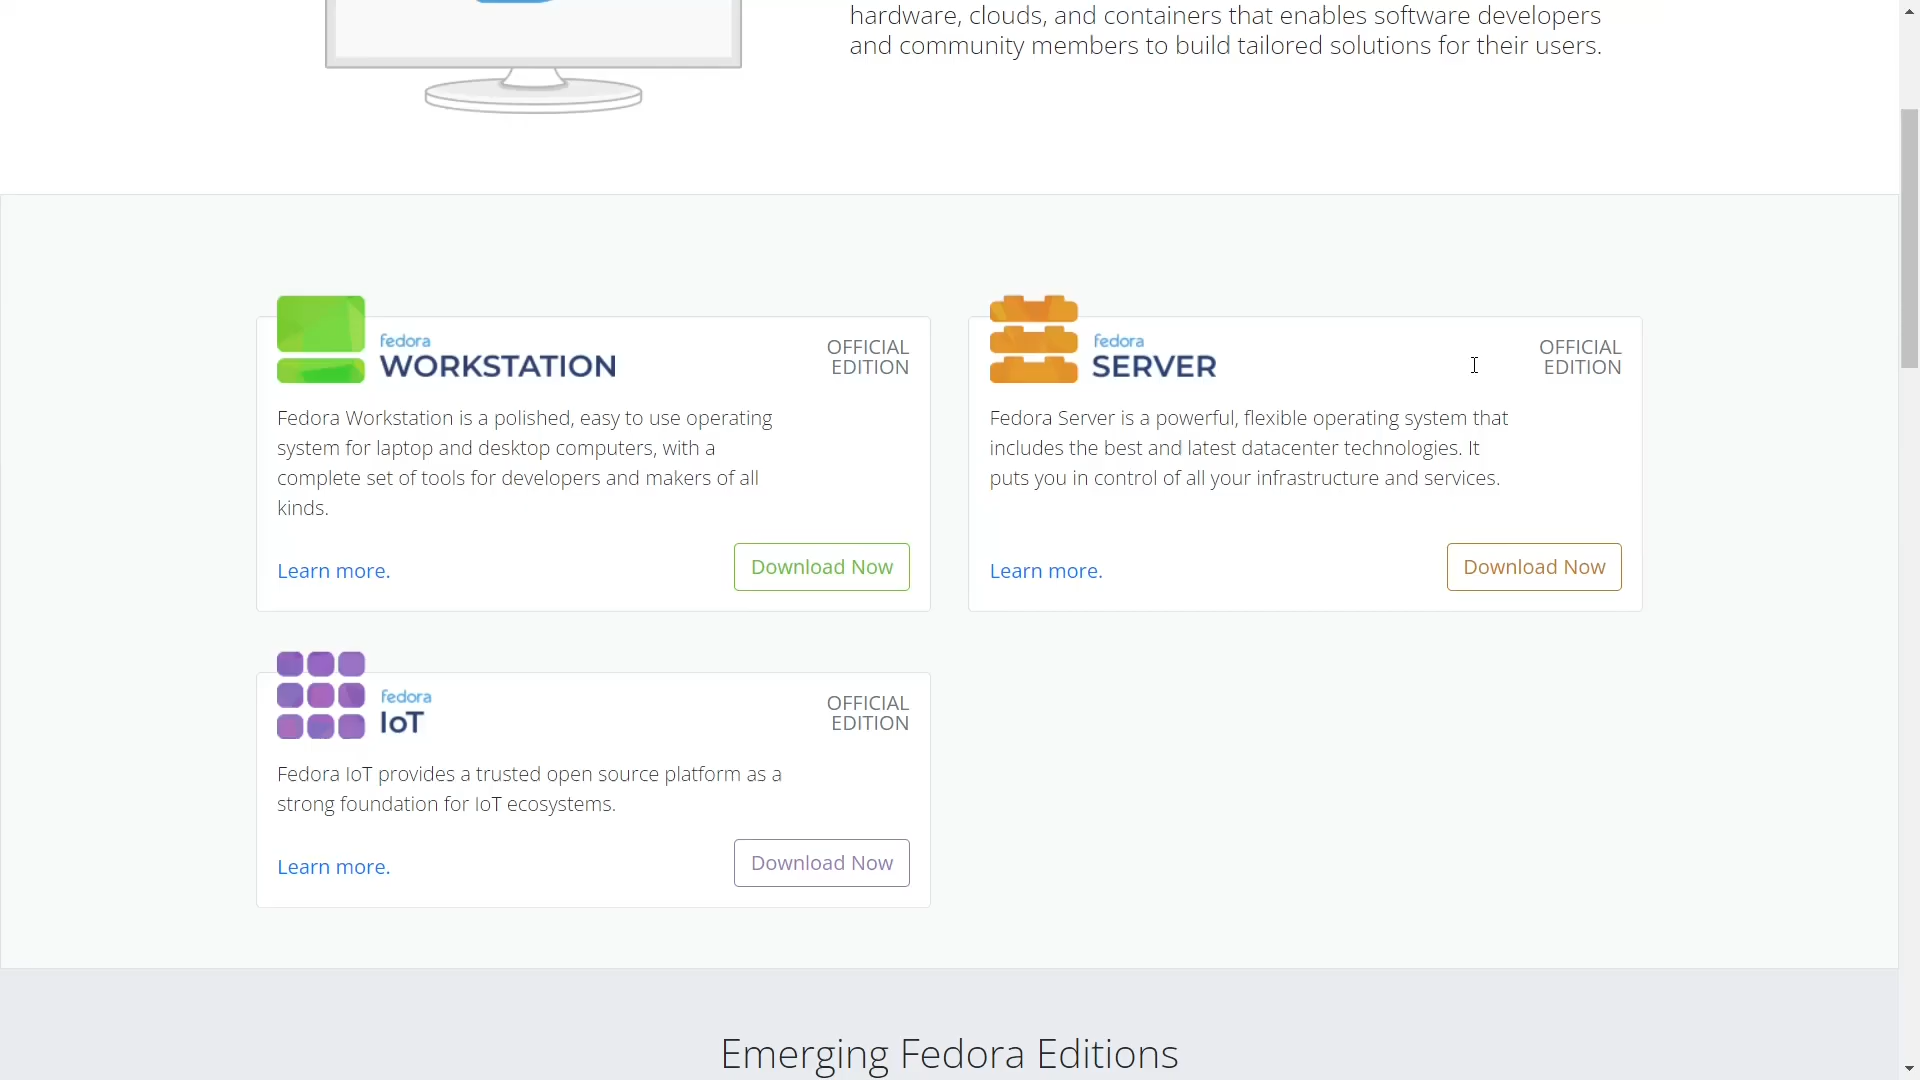 hardware, clouds, and containers that enables software developers
and community members to build tailored solutions for their users.
fedora
WORKSTATION
OFFICIAL
EDITION
Fedora Workstation is a polished, easy to use operating
system for laptop and desktop computers, with a
complete set of tools for developers and makers of all
kinds.
Learn more.
Download Now
fedora
SERVER
OFFICIAL
EDITION
Fedora Server is a powerful, flexible operating system that
includes the best and latest datacenter technologies. It
puts you in control of all your infrastructure and services.
Learn more.
Download Now
fedora
IoT
OFFICIAL
EDITION
Fedora IoT provides a trusted open source platform as a
strong foundation for IoT ecosystems.
Learn more.
Download Now
Emerging Fedora Editions